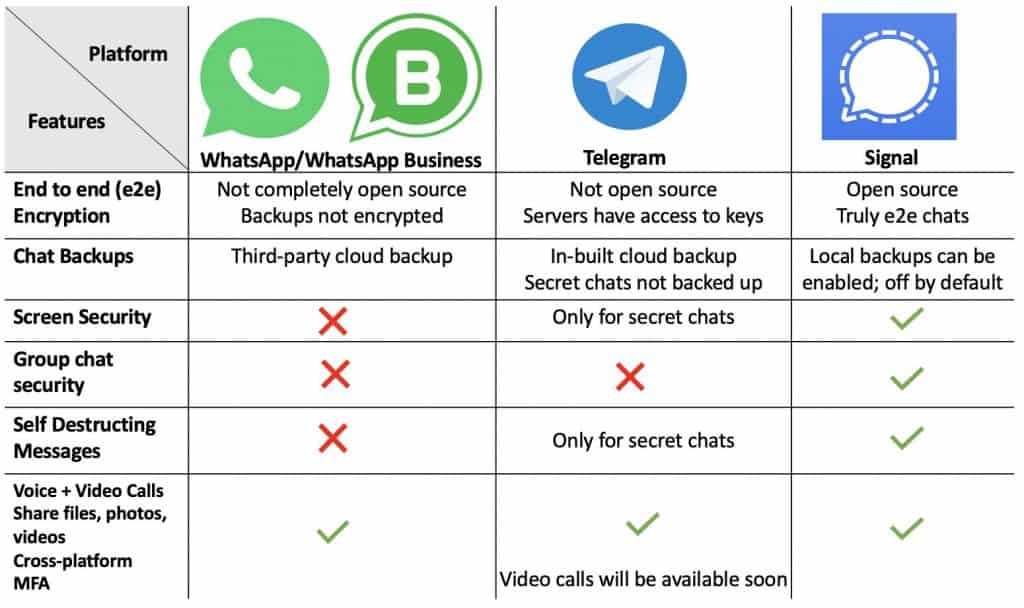 Platform
Features
B
WhatsApp/WhatsApp Business
Telegram
Signal
End to end (e2e)
Encryption
Not completely open source
Backups not encrypted
Not open source
Servers have access to keys
Open source
Truly e2e chats
Chat Backups
Third-party cloud backup
In-built cloud backup
Secret chats not backed up
Local backups can be
enabled; off by default
Screen Security
Only for secret chats
Group chat
security
Self Destructing
Messages
Only for secret chats
Voice + Video Calls
Share files, photos,
videos
Cross-platform
MFA
Video calls will be available soon